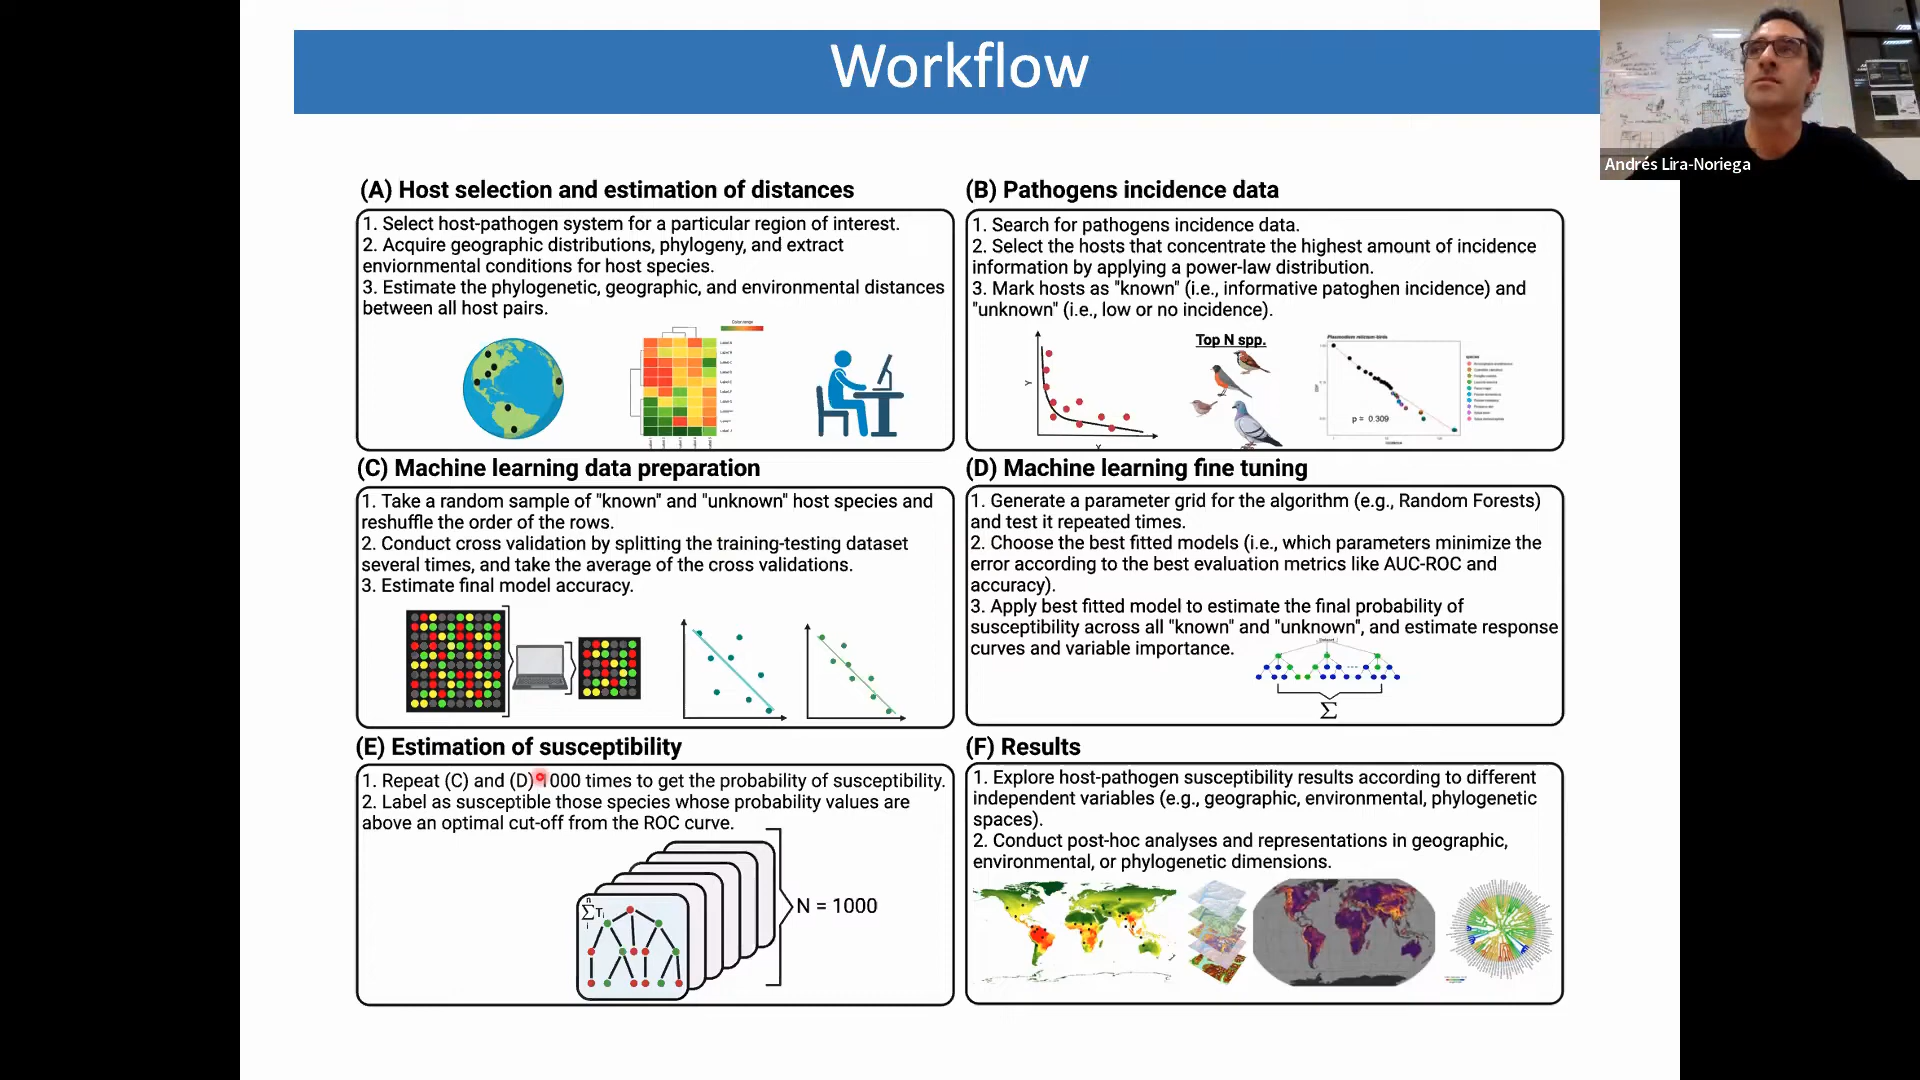 Workflow
Andrés Lira-Noriega
(A) Host selection and estimation of distances
1. Select host-pathogen system for a particular region of interest.
2. Acquire geographic distributions, phylogeny, and extract
enviornmental conditions for host species.
3. Estimate the phylogenetic, geographic, and environmental distances
between all host pairs.
Color range
(B) Pathogens incidence data
1. Search for pathogens incidence data.
2. Select the hosts that concentrate the highest amount of incidence
information by applying a power-law distribution.
3. Mark hosts as "known" (i.e., informative patoghen incidence) and
"unknown" (i.e., low or no incidence).
Y
X
Top N spp.
Plasmodium relictum birds
p = 0.309
(C) Machine learning data preparation
1. Take a random sample of "known" and "unknown" host species and
reshuffle the order of the rows.
2. Conduct cross validation by splitting the training-testing dataset
several times, and take the average of the cross validations.
3. Estimate final model accuracy.
(D) Machine learning fine tuning
1. Generate a parameter grid for the algorithm (e.g., Random Forests)
and test it repeated times.
2. Choose the best fitted models (i.e., which parameters minimize the
error according to the best evaluation metrics like AUC-ROC and
accuracy).
3. Apply best fitted model to estimate the final probability of
susceptibility across all "known" and "unknown", and estimate response
curves and variable importance.
Dataset
Σ
(E) Estimation of susceptibility
1. Repeat (C) and (D) 000 times to get the probability of susceptibility.
2. Label as susceptible those species whose probability values are
above an optimal cut-off from the ROC curve.
n
ΣTi
i
N = 1000
(F) Results
1. Explore host-pathogen susceptibility results according to different
independent variables (e.g., geographic, environmental, phylogenetic
spaces).
2. Conduct post-hoc analyses and representations in geographic,
environmental, or phylogenetic dimensions.